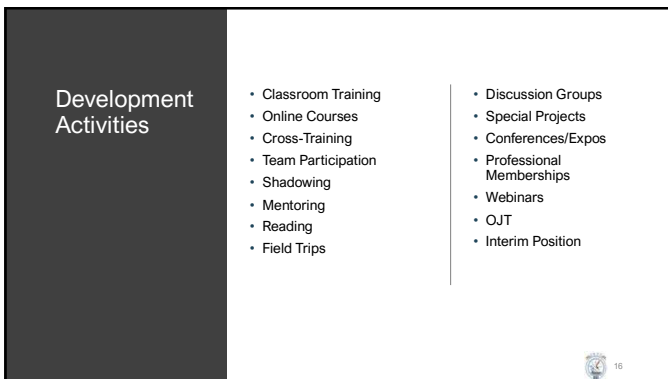 Development
Activities
• Classroom Training
• Online Courses
• Cross-Training
• Team Participation
• Shadowing
• Mentoring
• Reading
• Field Trips
• Discussion Groups
• Special Projects
• Conferences/Expos
• Professional
Memberships
• Webinars
• OJT
• Interim Position
16